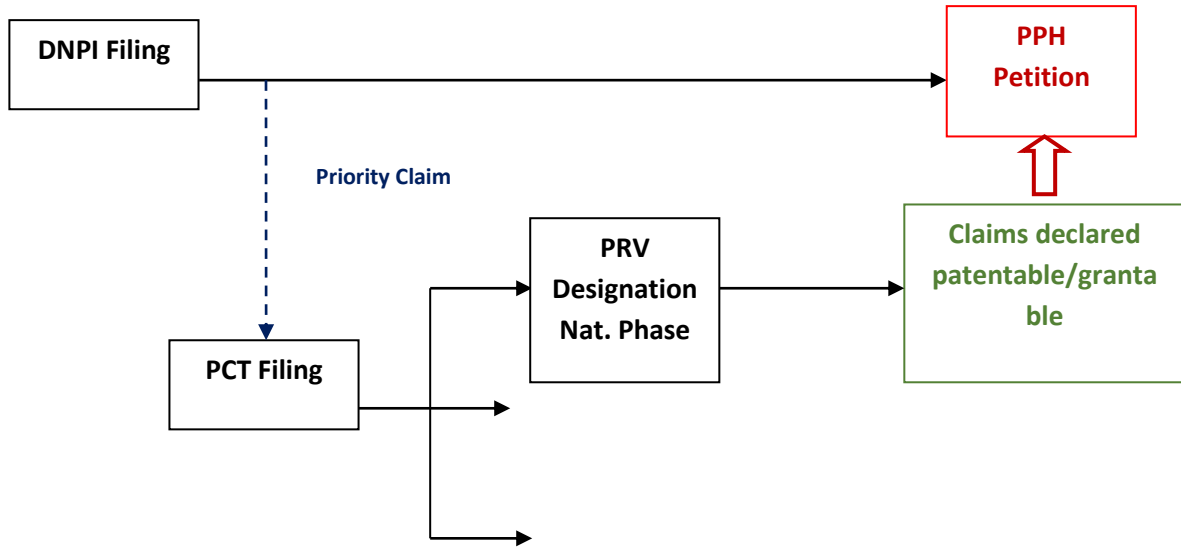 DNPI Filing
PPH
Petition
Priority Claim
PRV
Designation
Nat. Phase
Claims declared
patentable/granta
ble
PCT Filing